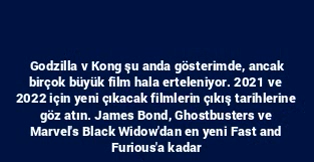 Godzilla v Kong şu anda gösterimde, ancak
birçok büyük film hala erteleniyor. 2021 ve
2022 için yeni çıkacak filmlerin çıkış tarihlerine
göz atın. James Bond, Ghostbusters ve
Marvel's Black Widow'dan en yeni Fast and
Furious'a kadar